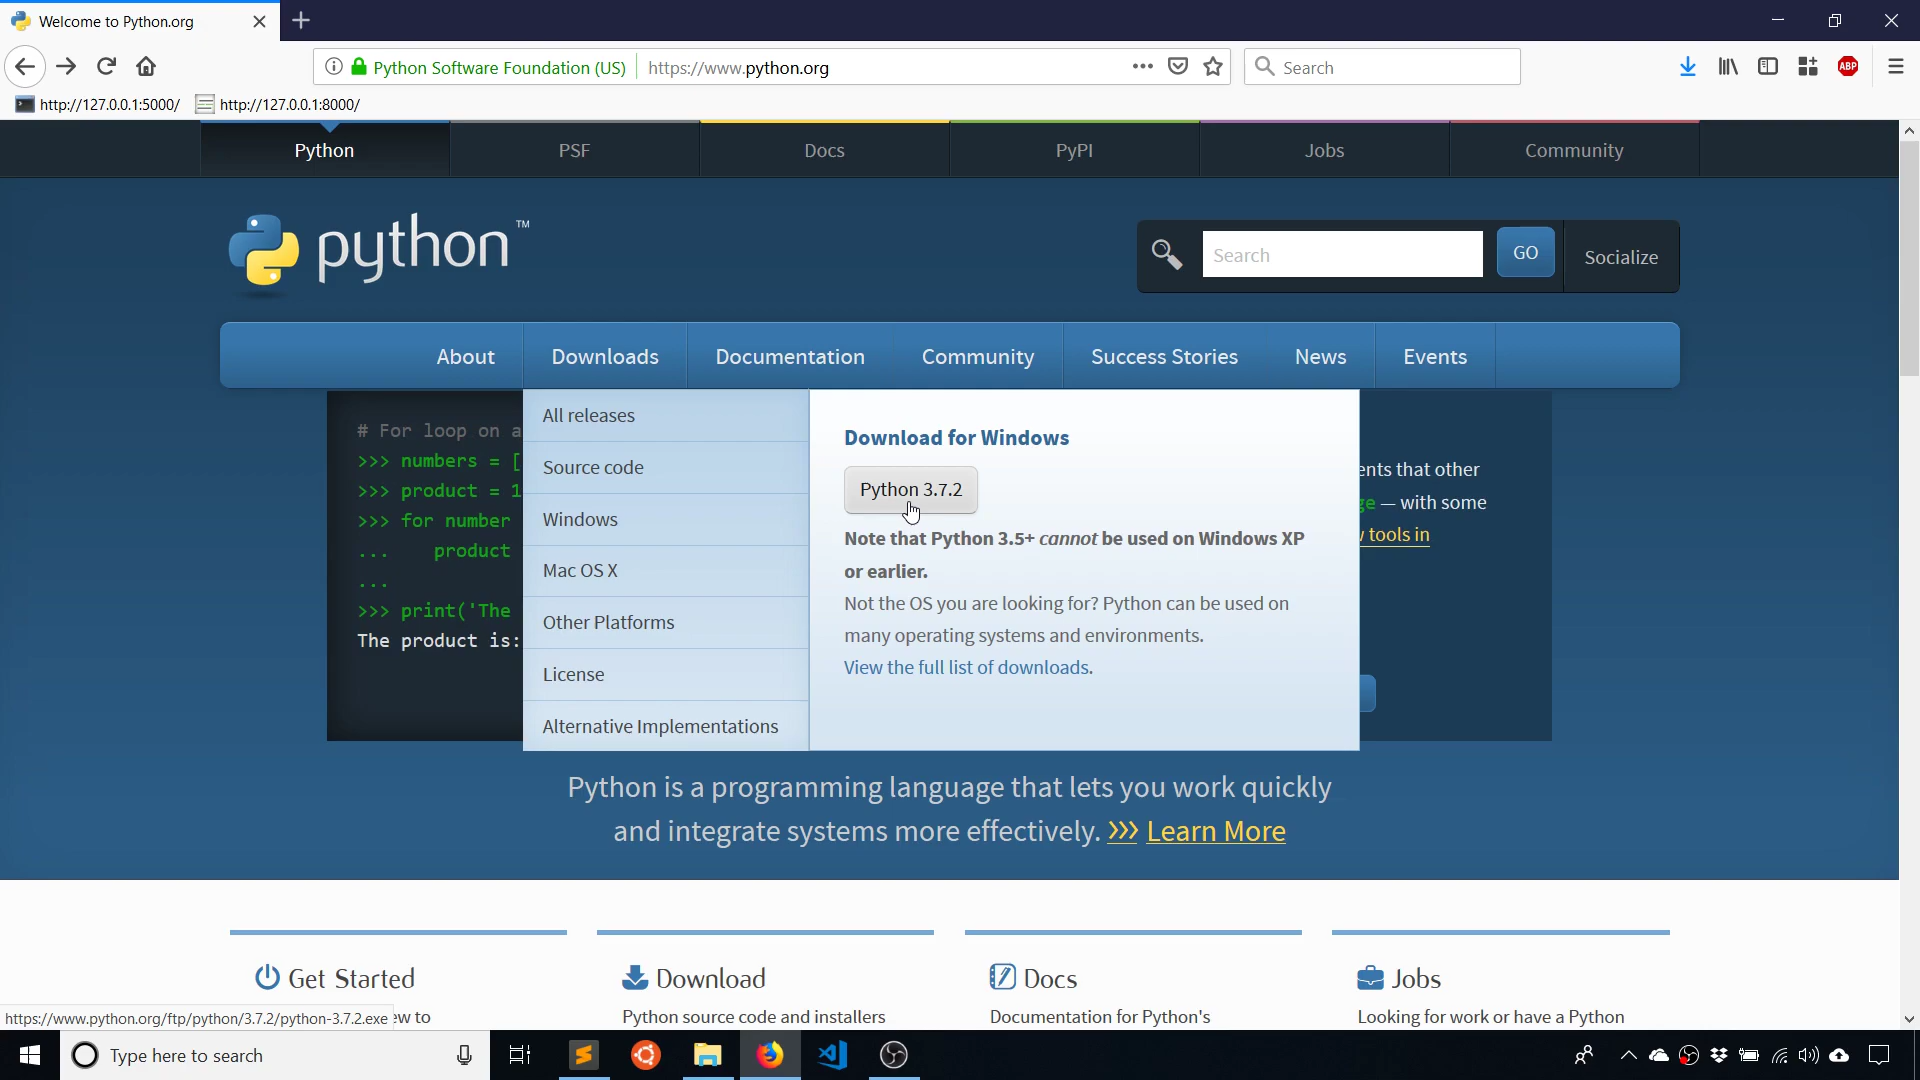 Welcome to Python.org
Python Software Foundation (US)
https://www.python.org
Search
ABP
http://127.0.0.1:5000/
http://127.0.0.1:8000/
Python
PSF
Docs
PyPI
Jobs
Community
python™
Search
GO
Socialize
About
Downloads
Documentation
Community
Success Stories
News
Events
# For loop on a
>>> numbers = [
>>> product = 1
>>> for number
... product
...
>>> print('The
The product is:
All releases
Source code
Windows
Mac OS X
Other Platforms
License
Alternative Implementations
Download for Windows
Python 3.7.2
Note that Python 3.5+ cannot be used on Windows XP
or earlier.
Not the OS you are looking for? Python can be used on
many operating systems and environments.
View the full list of downloads.
ents that other
ge — with some
tools in
Python is a programming language that lets you work quickly
and integrate systems more effectively. >>> Learn More
Get Started
Download
Docs
Jobs
https://www.python.org/ftp/python/3.7.2/python-3.7.2.exe
ew to
Python source code and installers
Documentation for Python's
Looking for work or have a Python
Type here to search